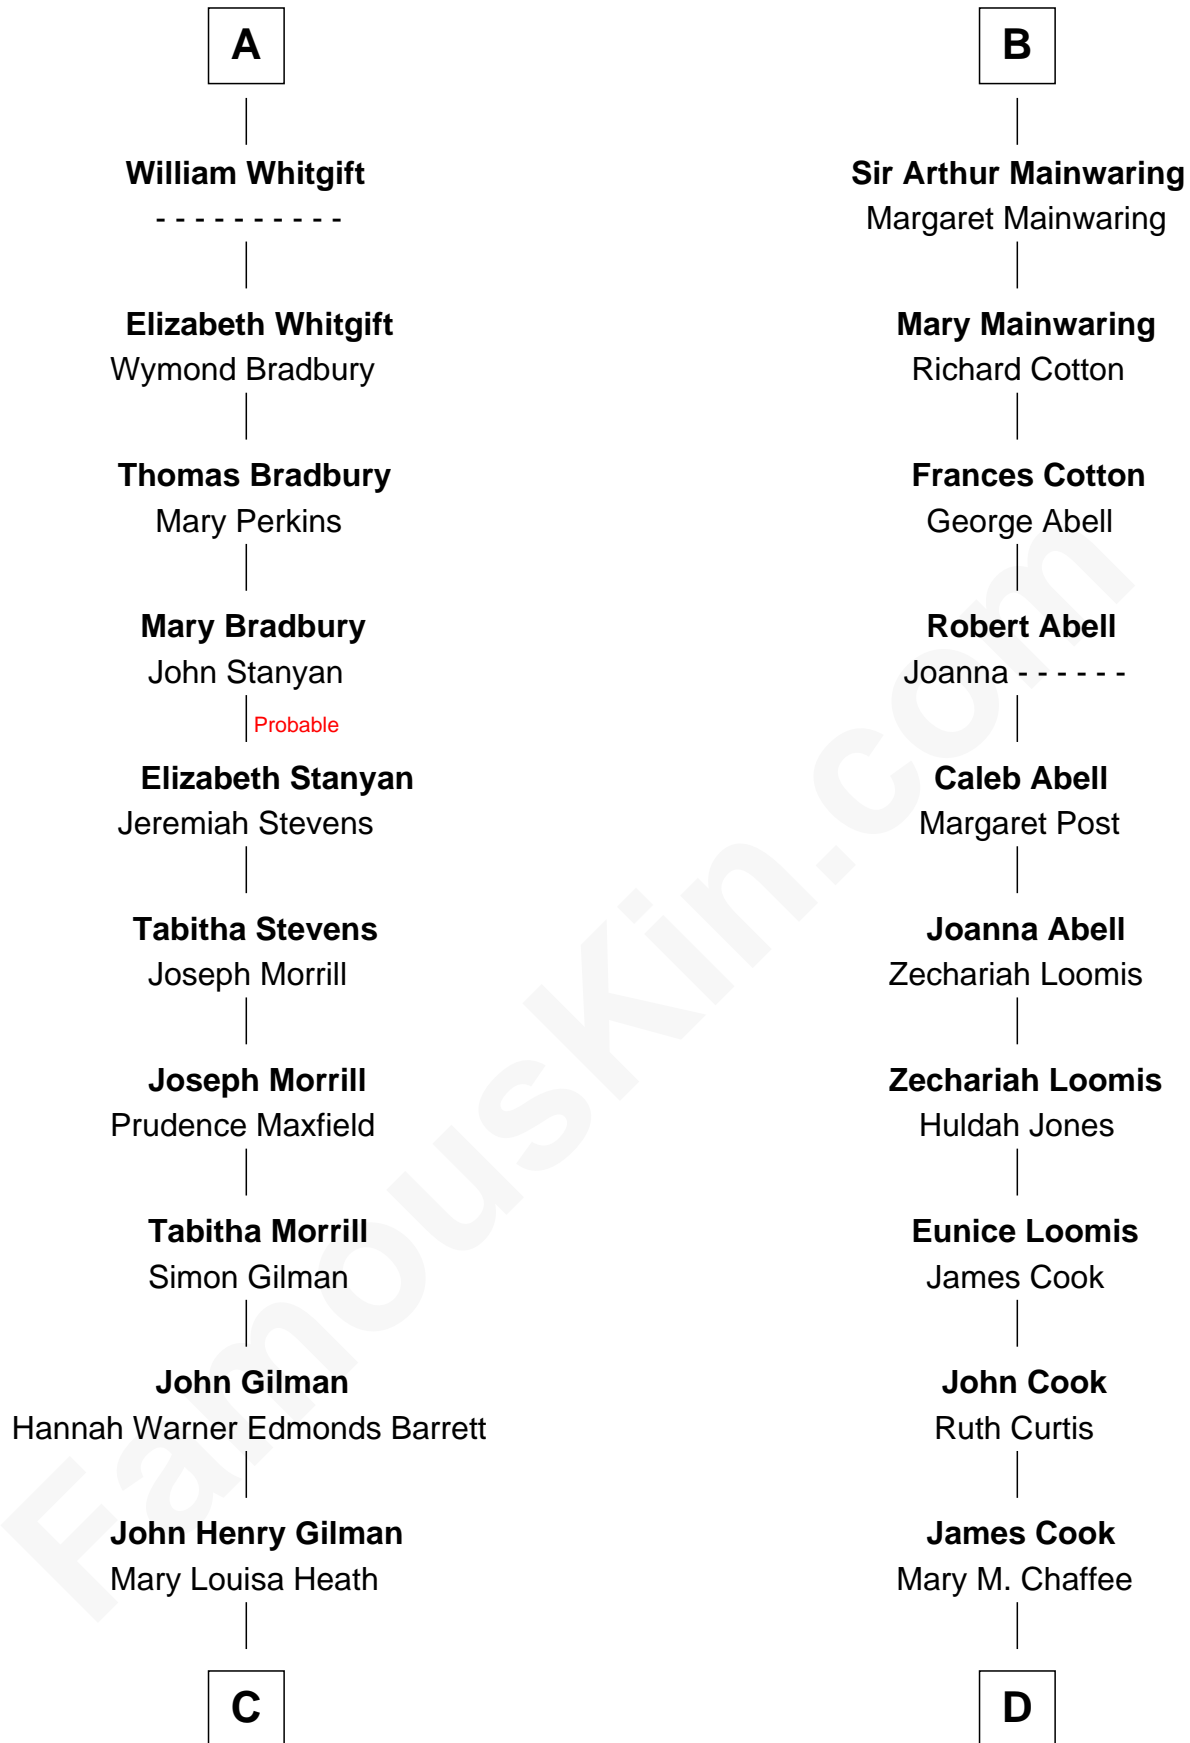 A
William Whitgift
- - - - - - - - - -
Elizabeth Whitgift
Wymond Bradbury
Thomas Bradbury
Mary Perkins
Mary Bradbury
John Stanyan
Probable
Elizabeth Stanyan
Jeremiah Stevens
Tabitha Stevens
Joseph Morrill
Joseph Morrill
Prudence Maxfield
Tabitha Morrill
Simon Gilman
John Gilman
Hannah Warner Edmonds Barrett
John Henry Gilman
Mary Louisa Heath
C
B
Sir Arthur Mainwaring
Margaret Mainwaring
Mary Mainwaring
Richard Cotton
Frances Cotton
George Abell
Robert Abell
Joanna - - - - - -
Caleb Abell
Margaret Post
Joanna Abell
Zechariah Loomis
Zechariah Loomis
Huldah Jones
Eunice Loomis
James Cook
John Cook
Ruth Curtis
James Cook
Mary M. Chaffee
D
FamousKin.com